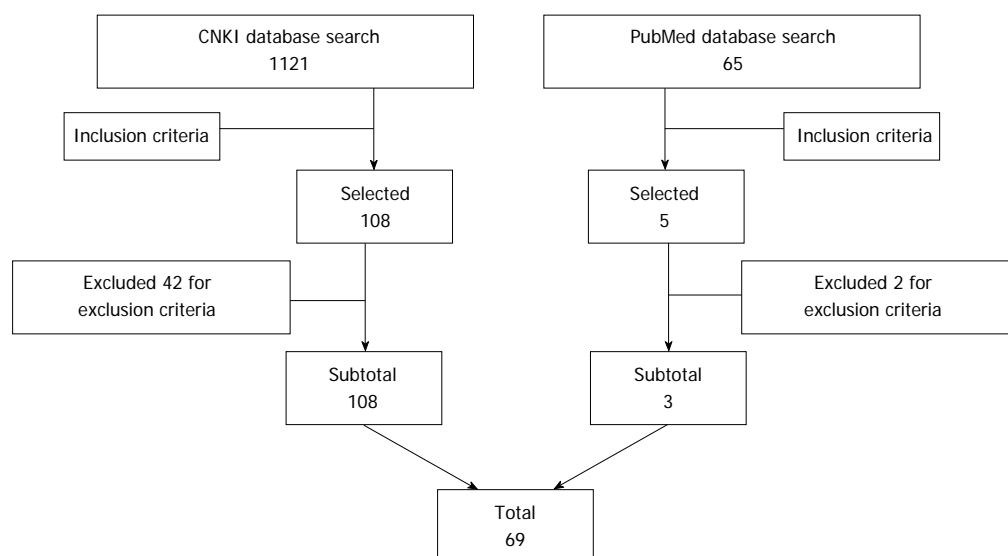 CNKI database search
1121
PubMed database search
65
Inclusion criteria
Inclusion criteria
Selected
108
Selected
5
Excluded 42 for
exclusion criteria
Excluded 2 for
exclusion criteria
Subtotal
108
Subtotal
3
Total
69